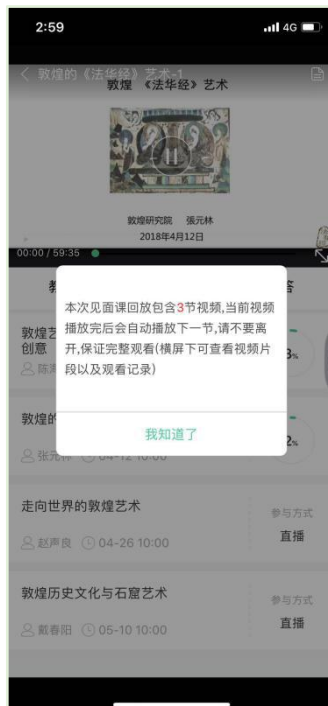 2:59
4G
敦煌的《法华经》艺术-1
敦煌 《法华经》艺术
敦煌研究院 張元林
2018年4月12日
00:00 / 59:35
答
本次见面课回放包含3节视频,当前视频
播放完后会自动播放下一节,请不要离
开,保证完整观看(横屏下可查看视频片
段以及观看记录)
我知道了
敦煌艺
创意
敦煌的
04-12 10:00
走向世界的敦煌艺术
参与方式
赵声良 04-26 10:00
直播
敦煌历史文化与石窟艺术
参与方式
戴春阳 05-10 10:00
直播